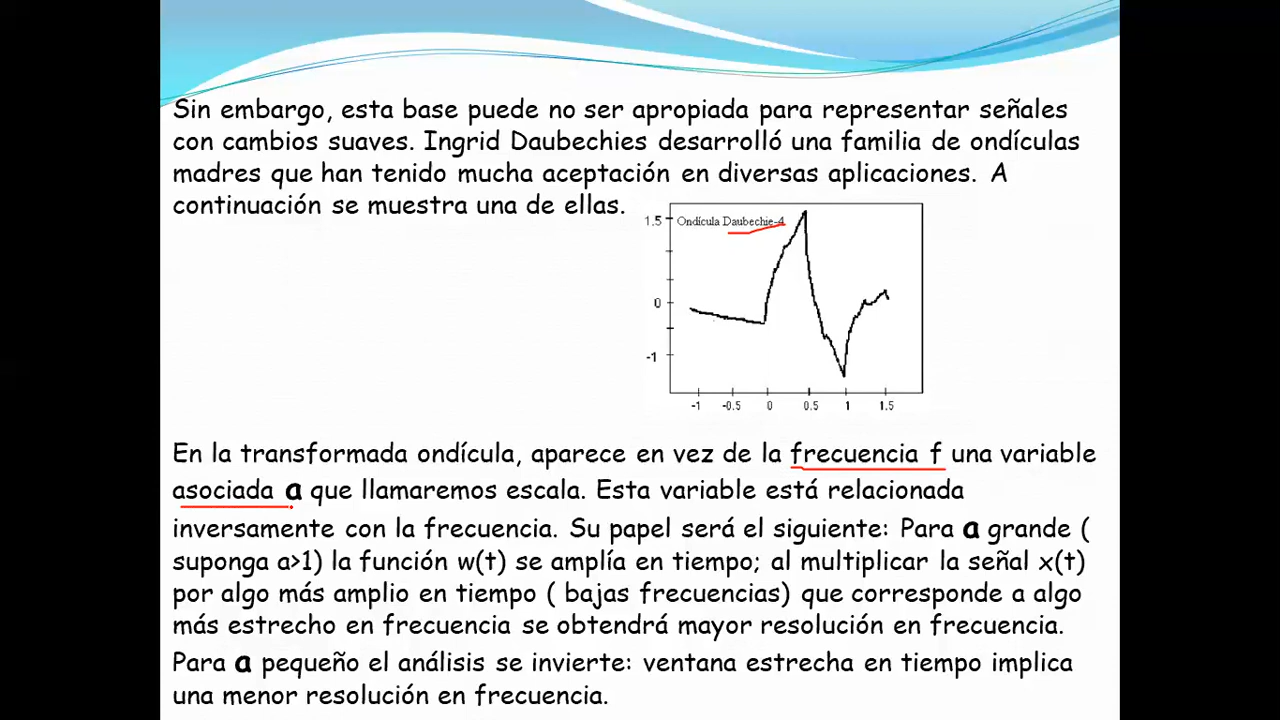 Sin embargo, esta base puede no ser apropiada para representar señales
con cambios suaves. Ingrid Daubechies desarrolló una familia de ondículas
madres que han tenido mucha aceptación en diversas aplicaciones. A
continuación se muestra una de ellas.
Ondícula Daubechie-4
1.5
0
-1
-1 -0.5 0 0.5 1 1.5
En la transformada ondícula, aparece en vez de la frecuencia f una variable
asociada a que llamaremos escala. Esta variable está relacionada
inversamente con la frecuencia. Su papel será el siguiente: Para a grande (
suponga a>1) la función w(t) se amplía en tiempo; al multiplicar la señal x(t)
por algo más amplio en tiempo ( bajas frecuencias) que corresponde a algo
más estrecho en frecuencia se obtendrá mayor resolución en frecuencia.
Para a pequeño el análisis se invierte: ventana estrecha en tiempo implica
una menor resolución en frecuencia.